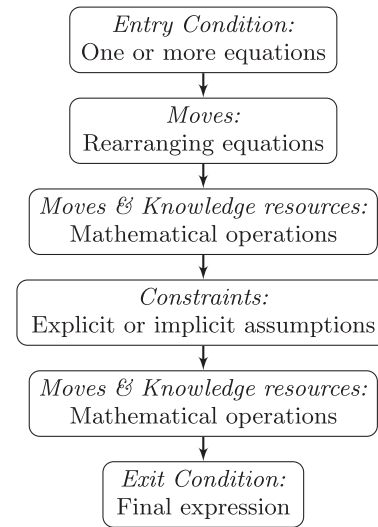 Entry Condition:
One or more equations
Moves:
Rearranging equations
Moves & Knowledge resources:
Mathematical operations
Constraints:
Explicit or implicit assumptions
Moves & Knowledge resources:
Mathematical operations
Exit Condition:
Final expression